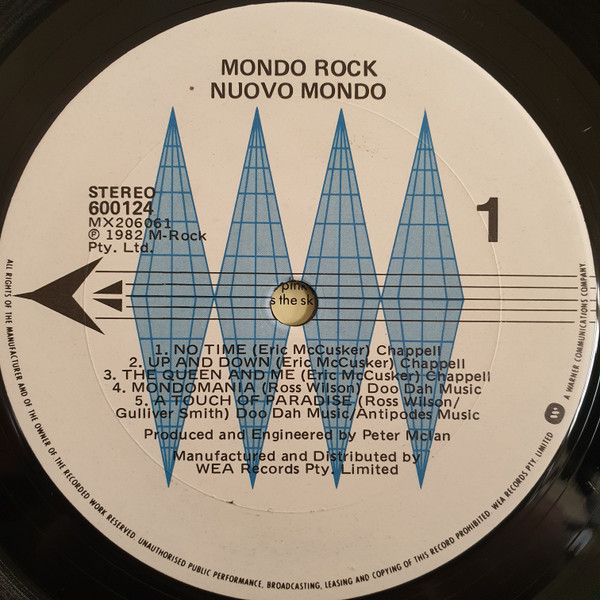 MONDO ROCK
NUOVO MONDO
STEREO
600124
MX206061
℗ 1982 M-Rock
Pty. Ltd.
1
pink
s the sk
1. NO TIME (Eric McCusker) Chappell
2. UP AND DOWN (Eric McCusker) Chappell
3. THE QUEEN AND ME (Eric McCusker) Chappell
4. MONDOMANIA (Ross Wilson) Doo Dah Music
5. A TOUCH OF PARADISE (Ross Wilson/
Gulliver Smith) Doo Dah Music/Antipodes Music
Produced and Engineered by Peter McIan
Manufactured and Distributed by
WEA Records Pty. Limited
ALL RIGHTS OF THE MANUFACTURER AND OF THE OWNER OF THE RECORDED WORK RESERVED. UNAUTHORISED PUBLIC PERFORMANCE, BROADCASTING, LEASING AND COPYING OF THIS RECORD PROHIBITED. WEA RECORDS PTY. LIMITED W A WARNER COMMUNICATIONS COMPANY.